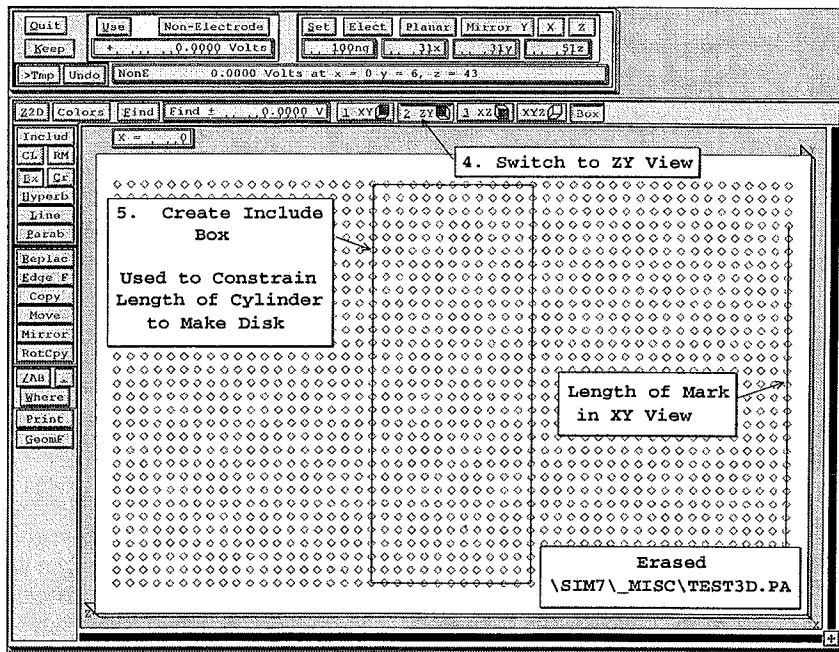 Quit Use Non-Electrode Set Elect Planar Mirror Y X Z
Keep + . . . . . 0.0000 Volts . . 100ng . . 31x . . 31y . . 51z
>Tmp Undo NonE 0.0000 Volts at x = 0 y = 6, z = 43
Z2D Colors Find Find ± . . . . 0.0000 V 1 XY 2 ZY 3 XZ XYZ Box
Includ
CL RM
Bx Cr
Hyperb
Line
Parab
Replac
Edge F
Copy
Move
Mirror
RotCpy
Where
Print
GeomF
X = . . . . 0
4. Switch to ZY View
5. Create Include
Box
Used to Constrain
Length of Cylinder
to Make Disk
Length of Mark
in XY View
Erased
\SIM7\_MISC\TEST3D.PA
Z
Y
X